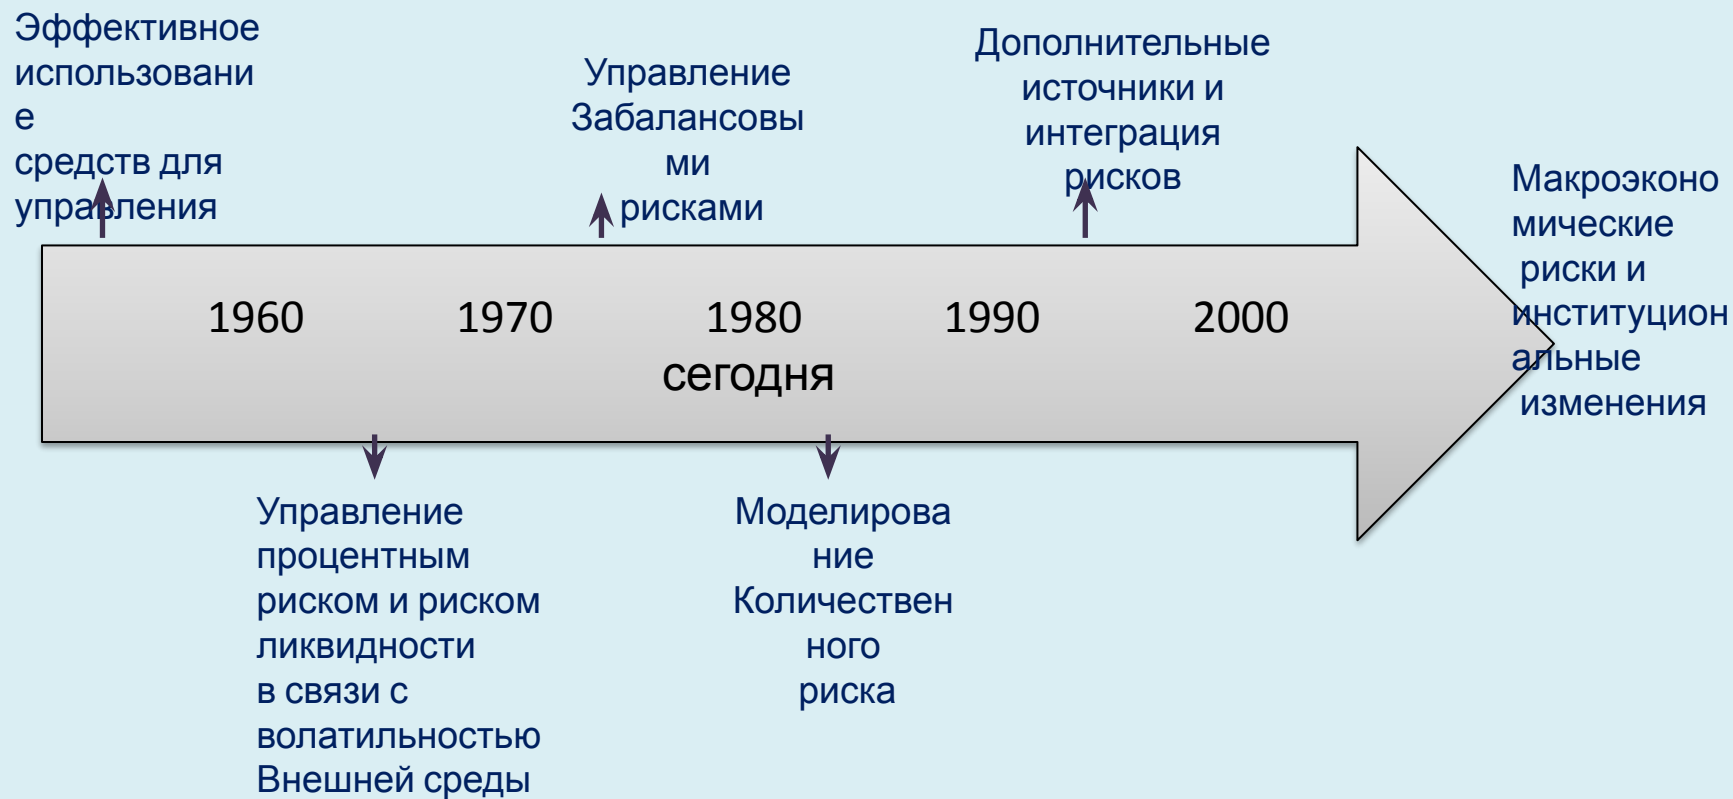 Эффективное
использовани
е
средств для
управления
Управление
Забалансовы
ми
рисками
Дополнительные
источники и
интеграция
рисков
Макроэконо
мические
риски и
институцион
альные
изменения
1960 1970 1980 1990 2000
сегодня
Управление
процентным
риском и риском
ликвидности
в связи с
волатильностью
Внешней среды
Моделирова
ние
Количествен
ного
риска